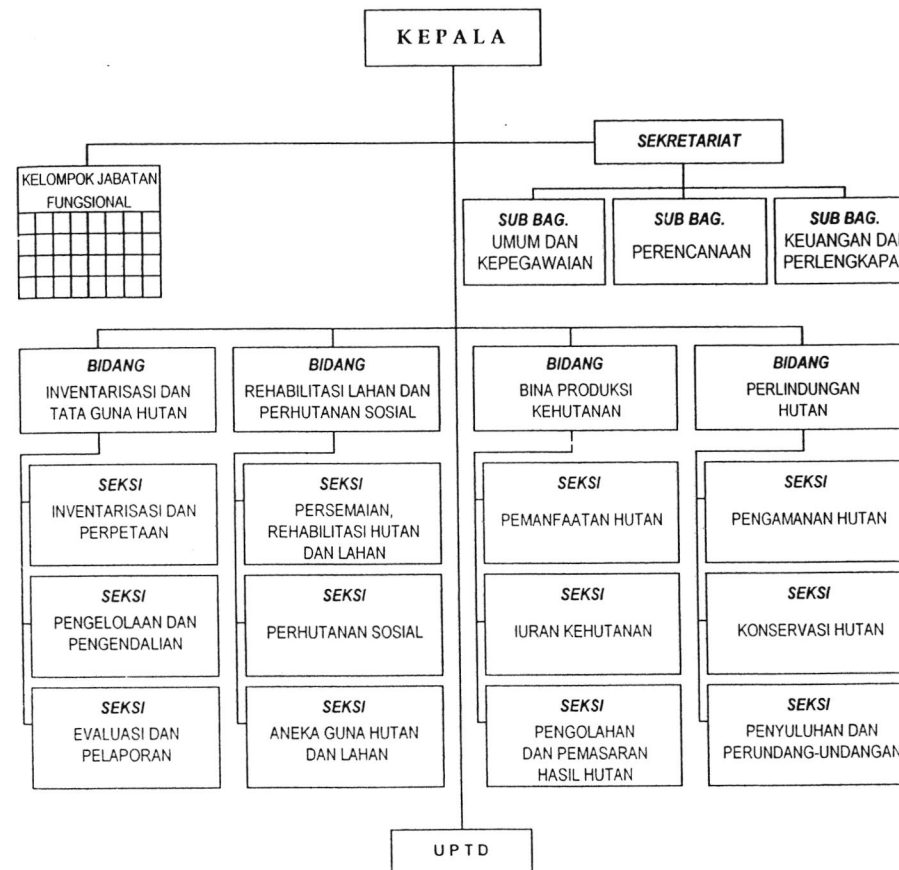 KEPALA
SEKRETARIAT
KELOMPOK JABATAN
FUNGSIONAL
SUB BAG.
UMUM DAN
KEPEGAWAIAN
SUB BAG.
PERENCANAAN
SUB BAG.
KEUANGAN
PERLENGKAPA
BIDANG
INVENTARISASI DAN
TATA GUNA HUTAN
BIDANG
REHABILITASI LAHAN DAN
PERHUTANAN SOSIAL
BIDANG
BINA PRODUKSI
KEHUTANAN
BIDANG
PERLINDUNGAN
HUTAN
SEKSI
INVENTARISASI DAN
PERPETAAN
SEKSI
PERSEMAIAN,
REHABILITASI HUTAN
DAN LAHAN
SEKSI
PEMANFAATAN HUTAN
SEKSI
PENGAMANAN HUTAN
SEKSI
PENGELOLAAN DAN
PENGENDALIAN
SEKSI
PERHUTANAN SOSIAL
SEKSI
IURAN KEHUTANAN
SEKSI
KONSERVASI HUTAN
SEKSI
EVALUASI DAN
PELAPORAN
SEKSI
ANEKA GUNA HUTAN
DAN LAHAN
SEKSI
PENGOLAHAN
DAN PEMASARAN
HASIL HUTAN
SEKSI
PENYULUHAN DAN
PERUNDANG-UNDANGAN
UPTD